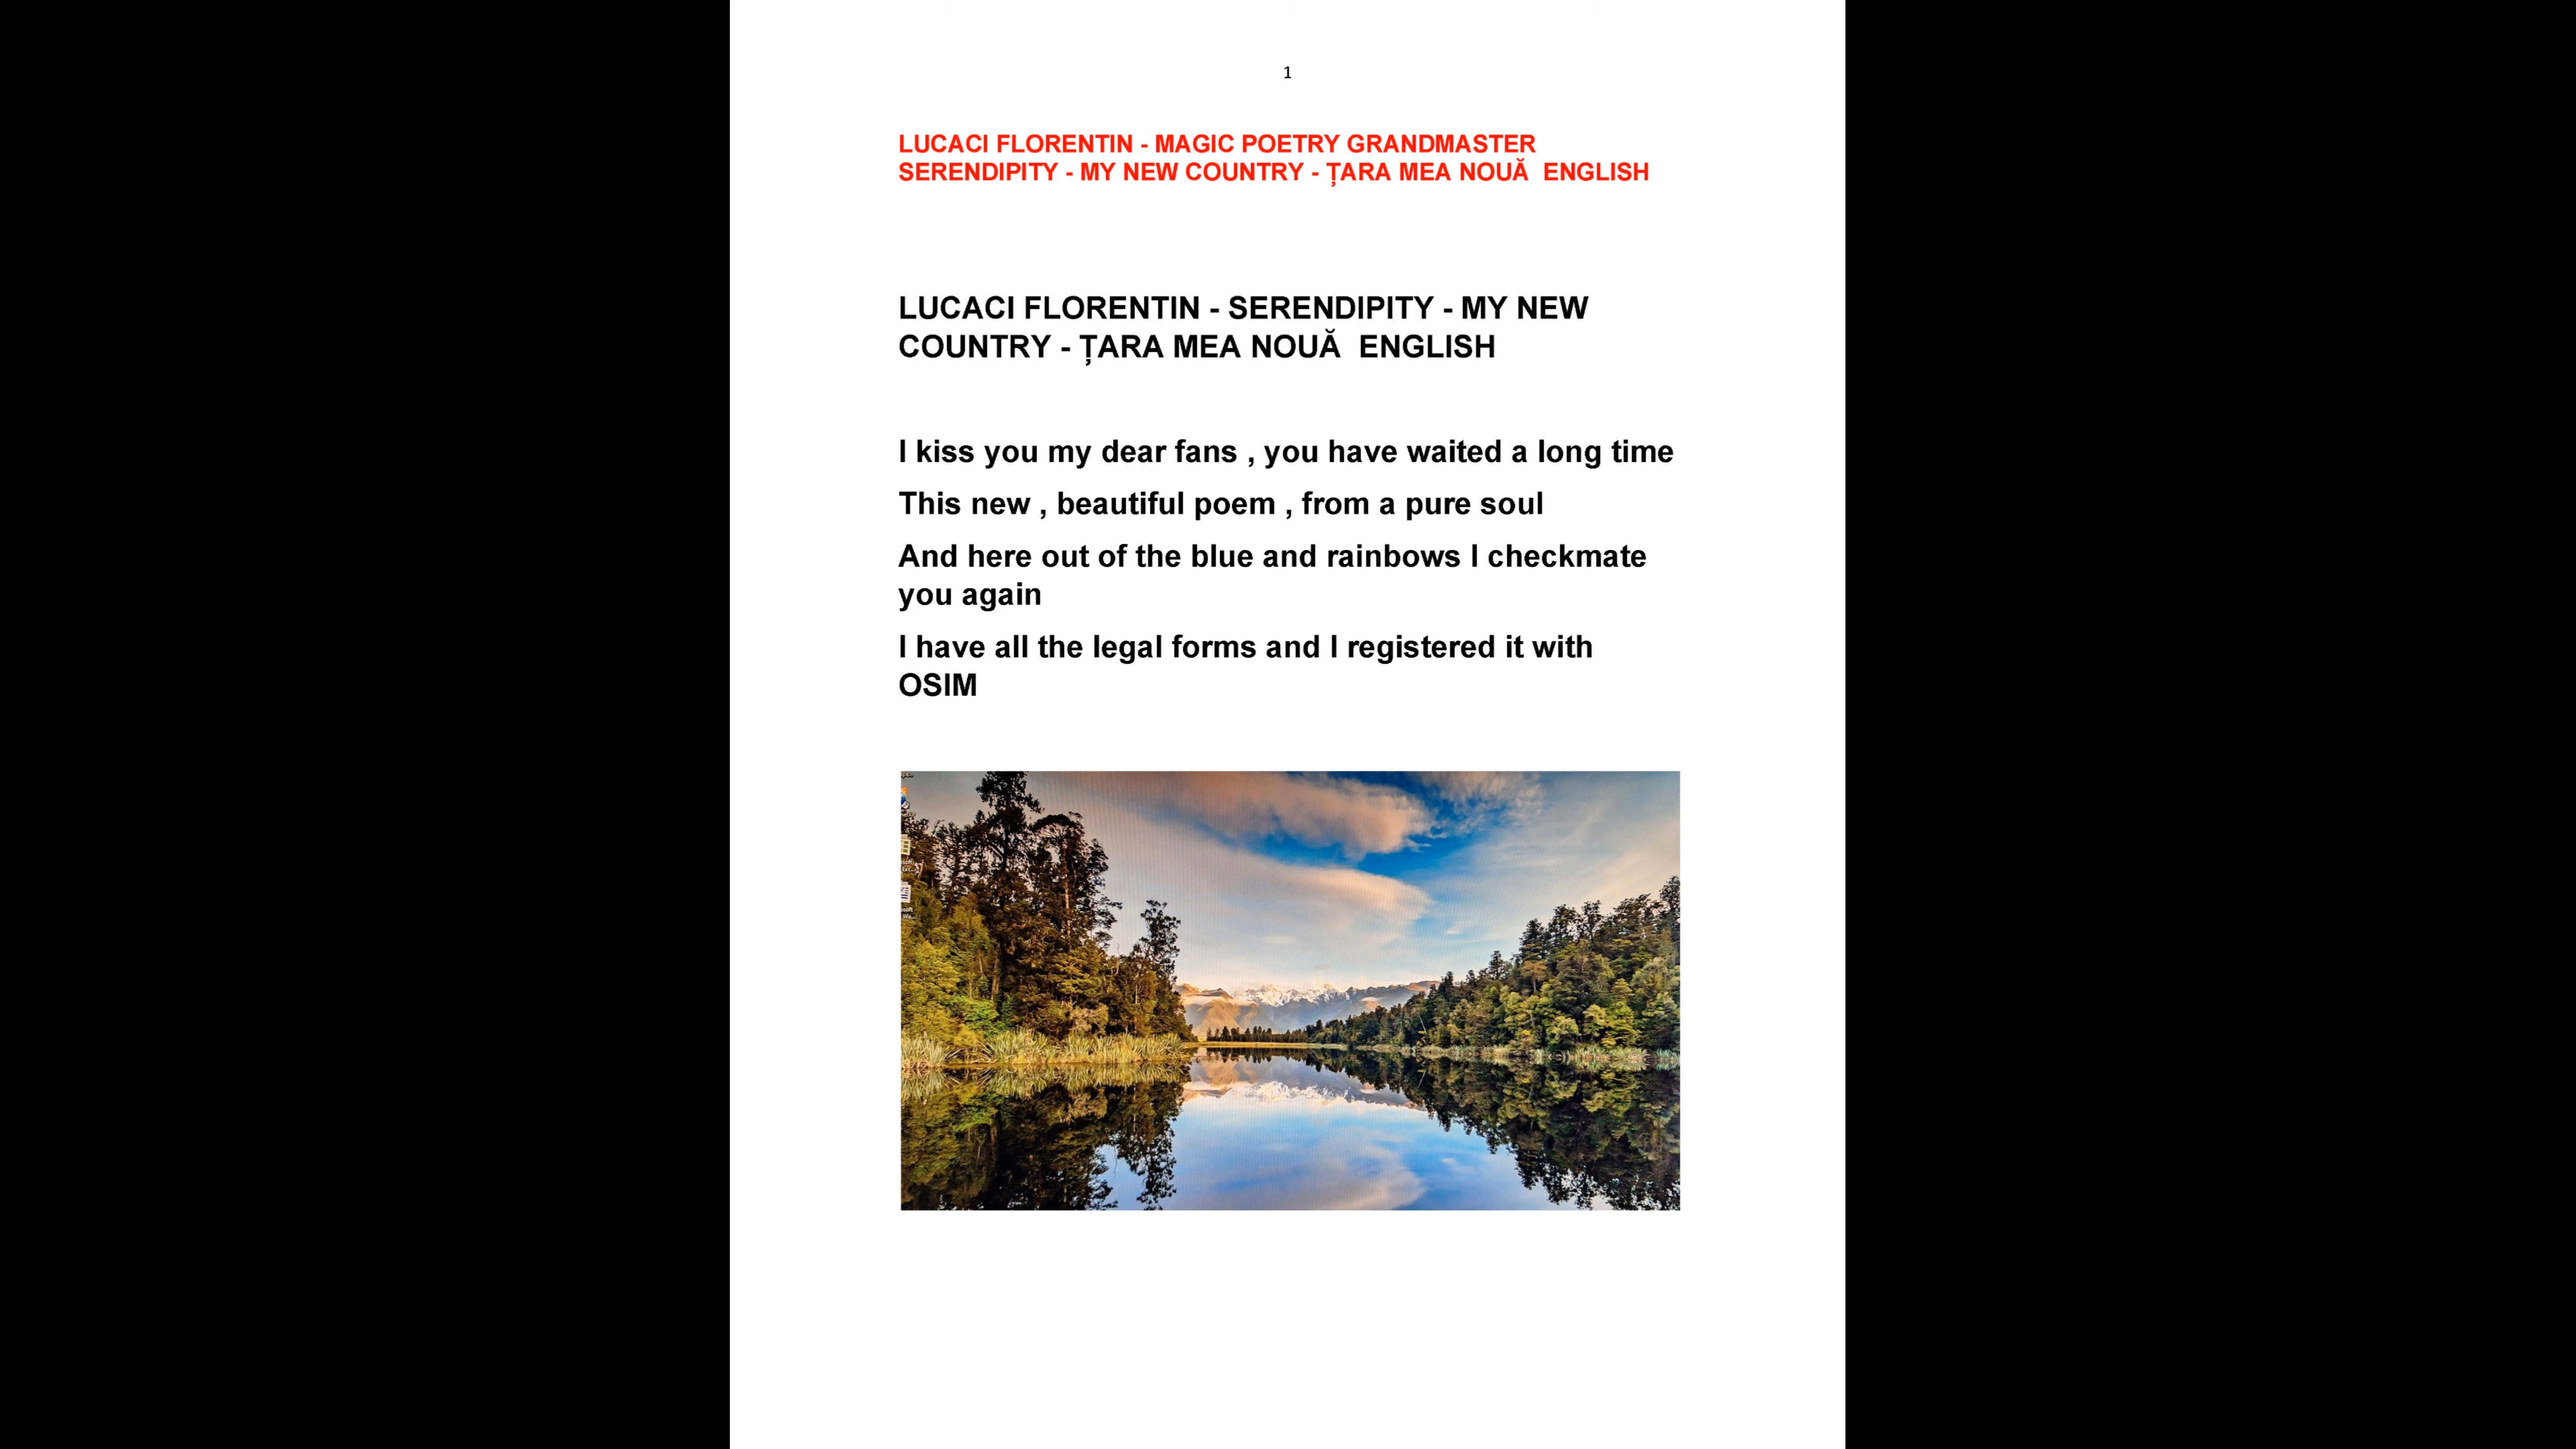 1
LUCACI FLORENTIN - MAGIC POETRY GRANDMASTER
SERENDIPITY - MY NEW COUNTRY - ȚARA MEA NOUĂ  ENGLISH
LUCACI FLORENTIN - SERENDIPITY - MY NEW
COUNTRY - ȚARA MEA NOUĂ  ENGLISH
I kiss you my dear fans , you have waited a long time
This new , beautiful poem , from a pure soul
And here out of the blue and rainbows I checkmate
you again
I have all the legal forms and I registered it with
OSIM